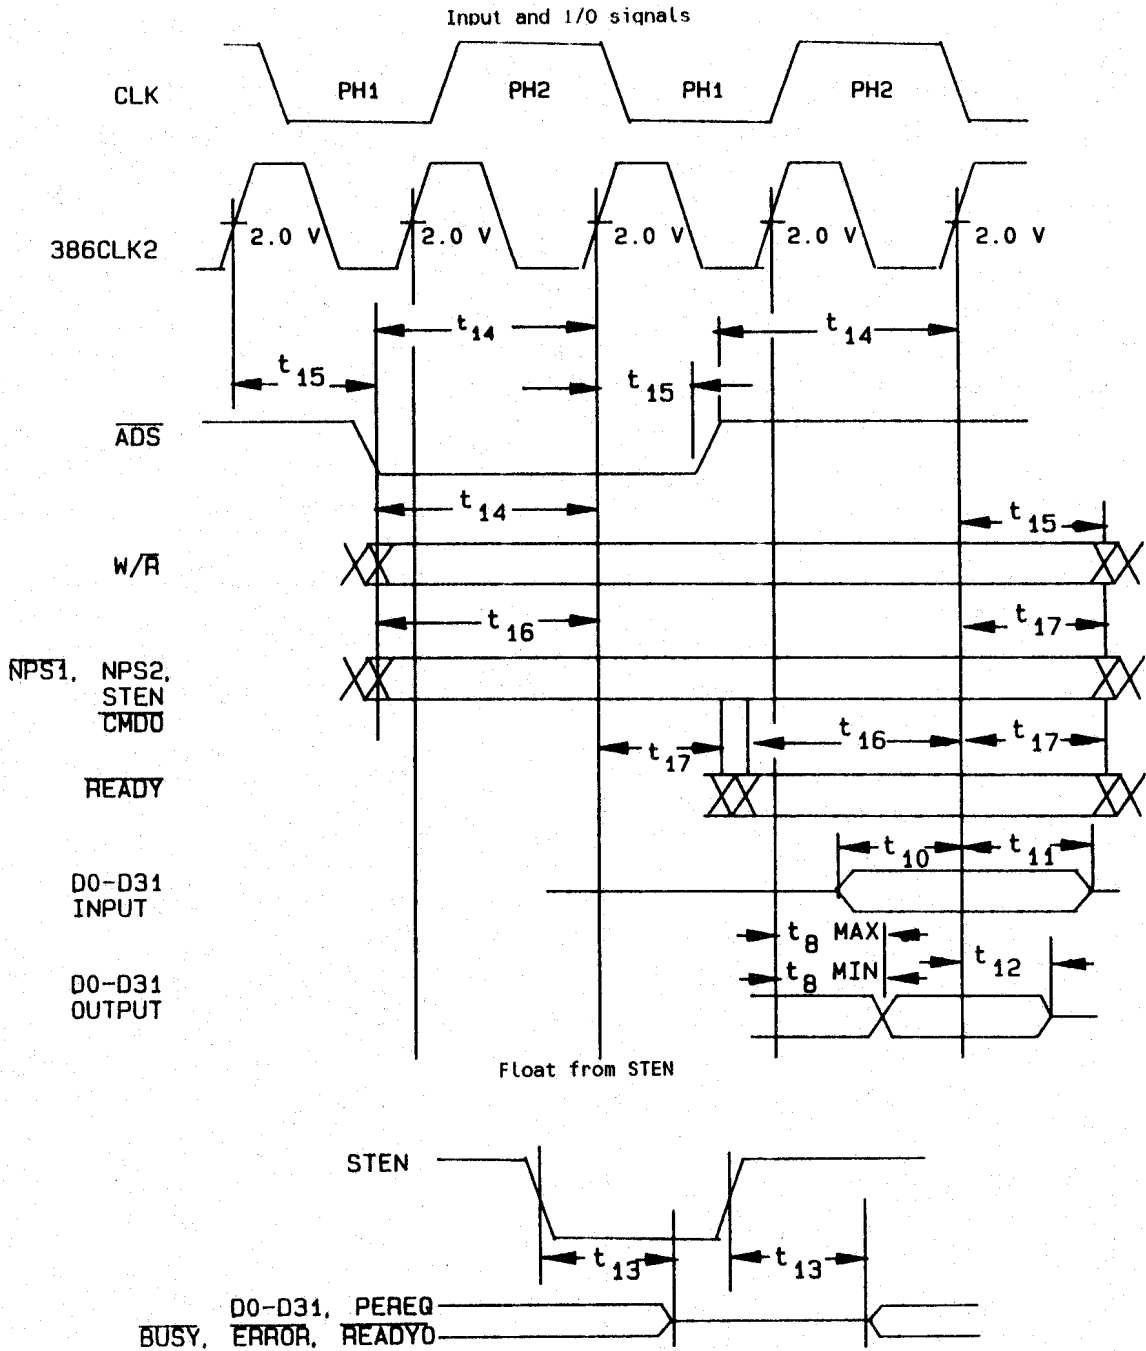 Input and I/O signals
CLK PH1 PH2 PH1 PH2
386CLK2 2.0 V 2.0 V 2.0 V 2.0 V 2.0 V
t14 t14
t15 t15
ADS
t14 t15
W/R
t16 t17
NPS1, NPS2,
STEN
CMD0
t17 t16 t17
READY
t10 t11
D0-D31
INPUT
t8 MAX
t12
t8 MIN
D0-D31
OUTPUT
Float from STEN
STEN
t13 t13
D0-D31, PEREQ
BUSY, ERROR, READYO